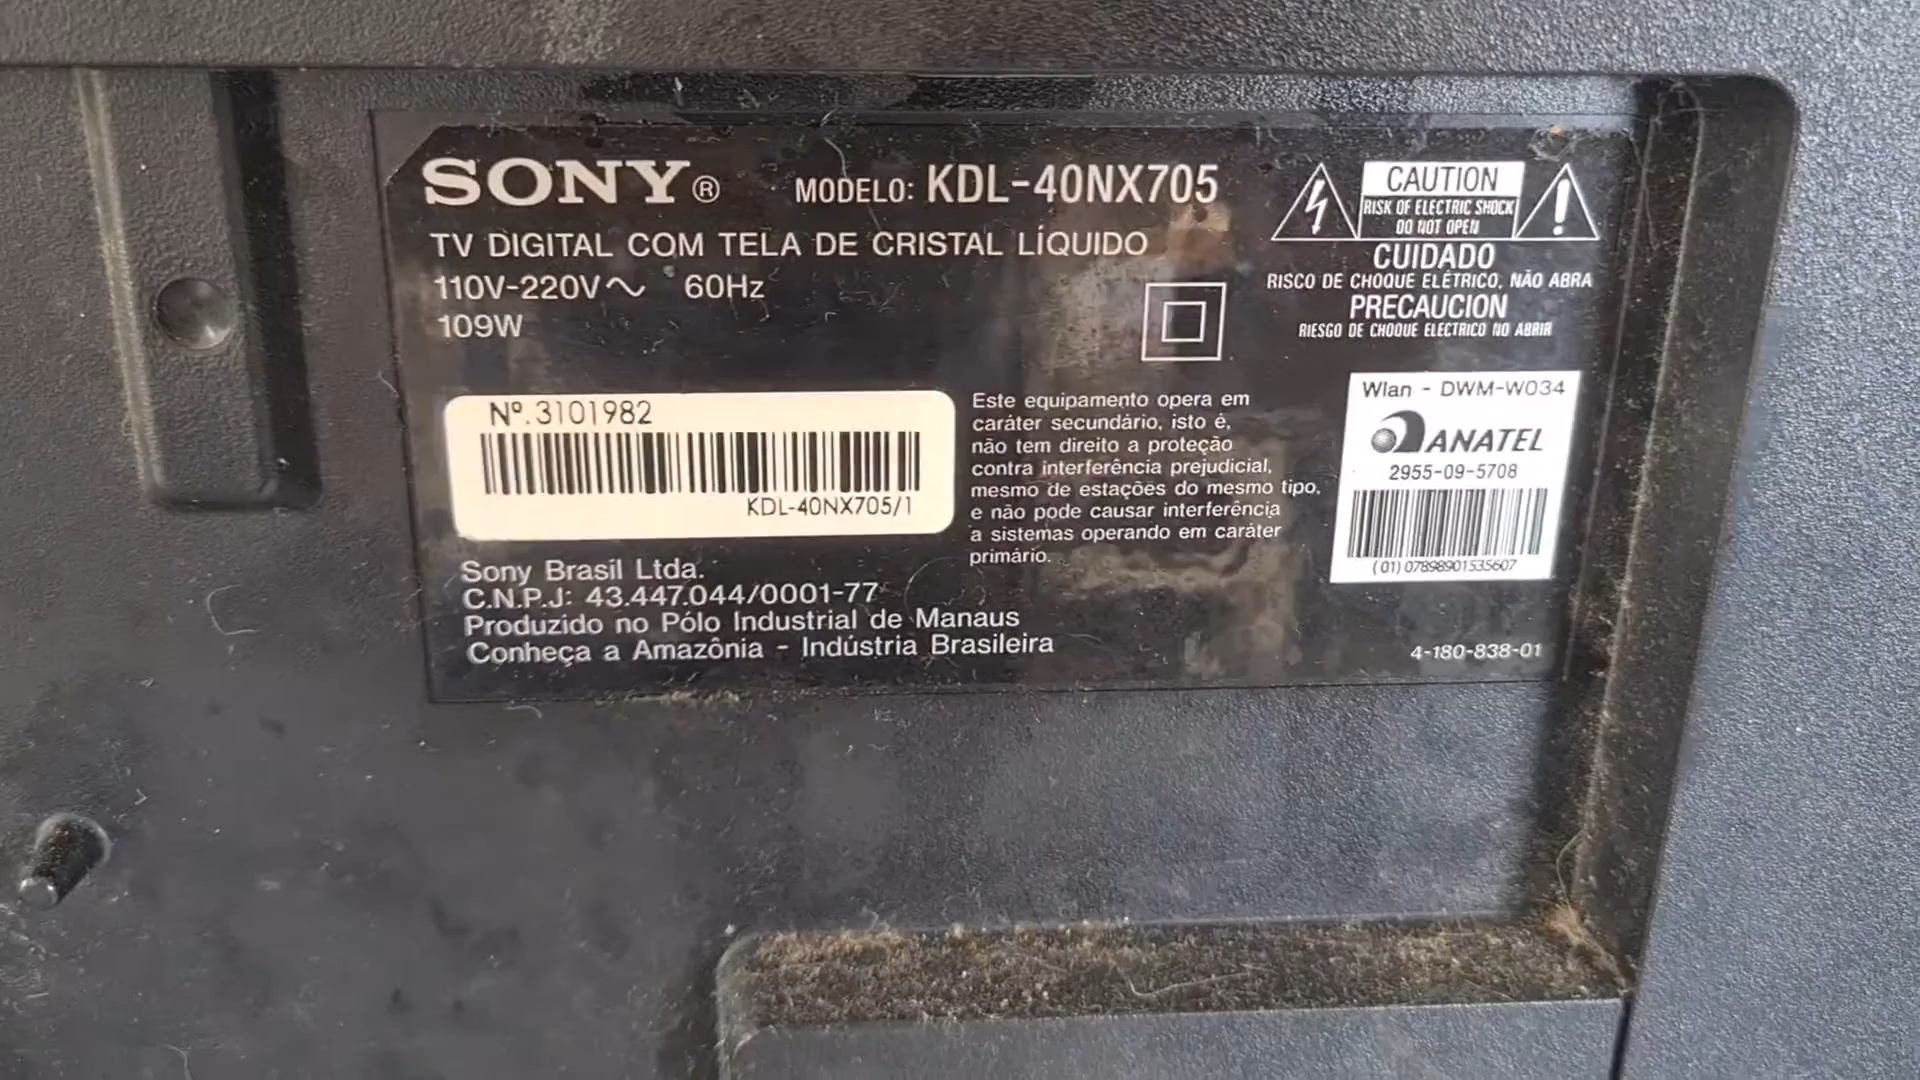 SONY® MODELO: KDL-40NX705
TV DIGITAL COM TELA DE CRISTAL LÍQUIDO
110V-220V~ 60Hz
109W
CAUTION
RISK OF ELECTRIC SHOCK
DO NOT OPEN
CUIDADO
RISCO DE CHOQUE ELÉTRICO, NÃO ABRA
PRECAUCION
RIESGO DE CHOQUE ELECTRICO NO ABRIR
Nº.3101982
KDL-40NX705/1
Este equipamento opera em
caráter secundário, isto é,
não tem direito a proteção
contra interferência prejudicial,
mesmo de estações do mesmo tipo,
e não pode causar interferência
a sistemas operando em caráter
primário.
Wlan - DWM-W034
ANATEL
2955-09-5708
(01)07898901535607
Sony Brasil Ltda.
C.N.P.J: 43.447.044/0001-77
Produzido no Pólo Industrial de Manaus
Conheça a Amazônia - Indústria Brasileira
4-180-838-01